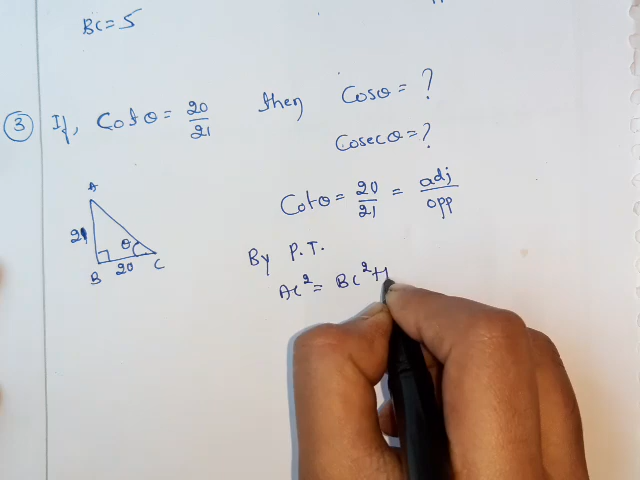 BC = 5
③ If, Cotθ = 20/21 then Cosθ = ?
Cosecθ = ?
A
21
θ
B 20 C
Cotθ = 20/21 = adj/opp
By P.T.
AC² = BC² +